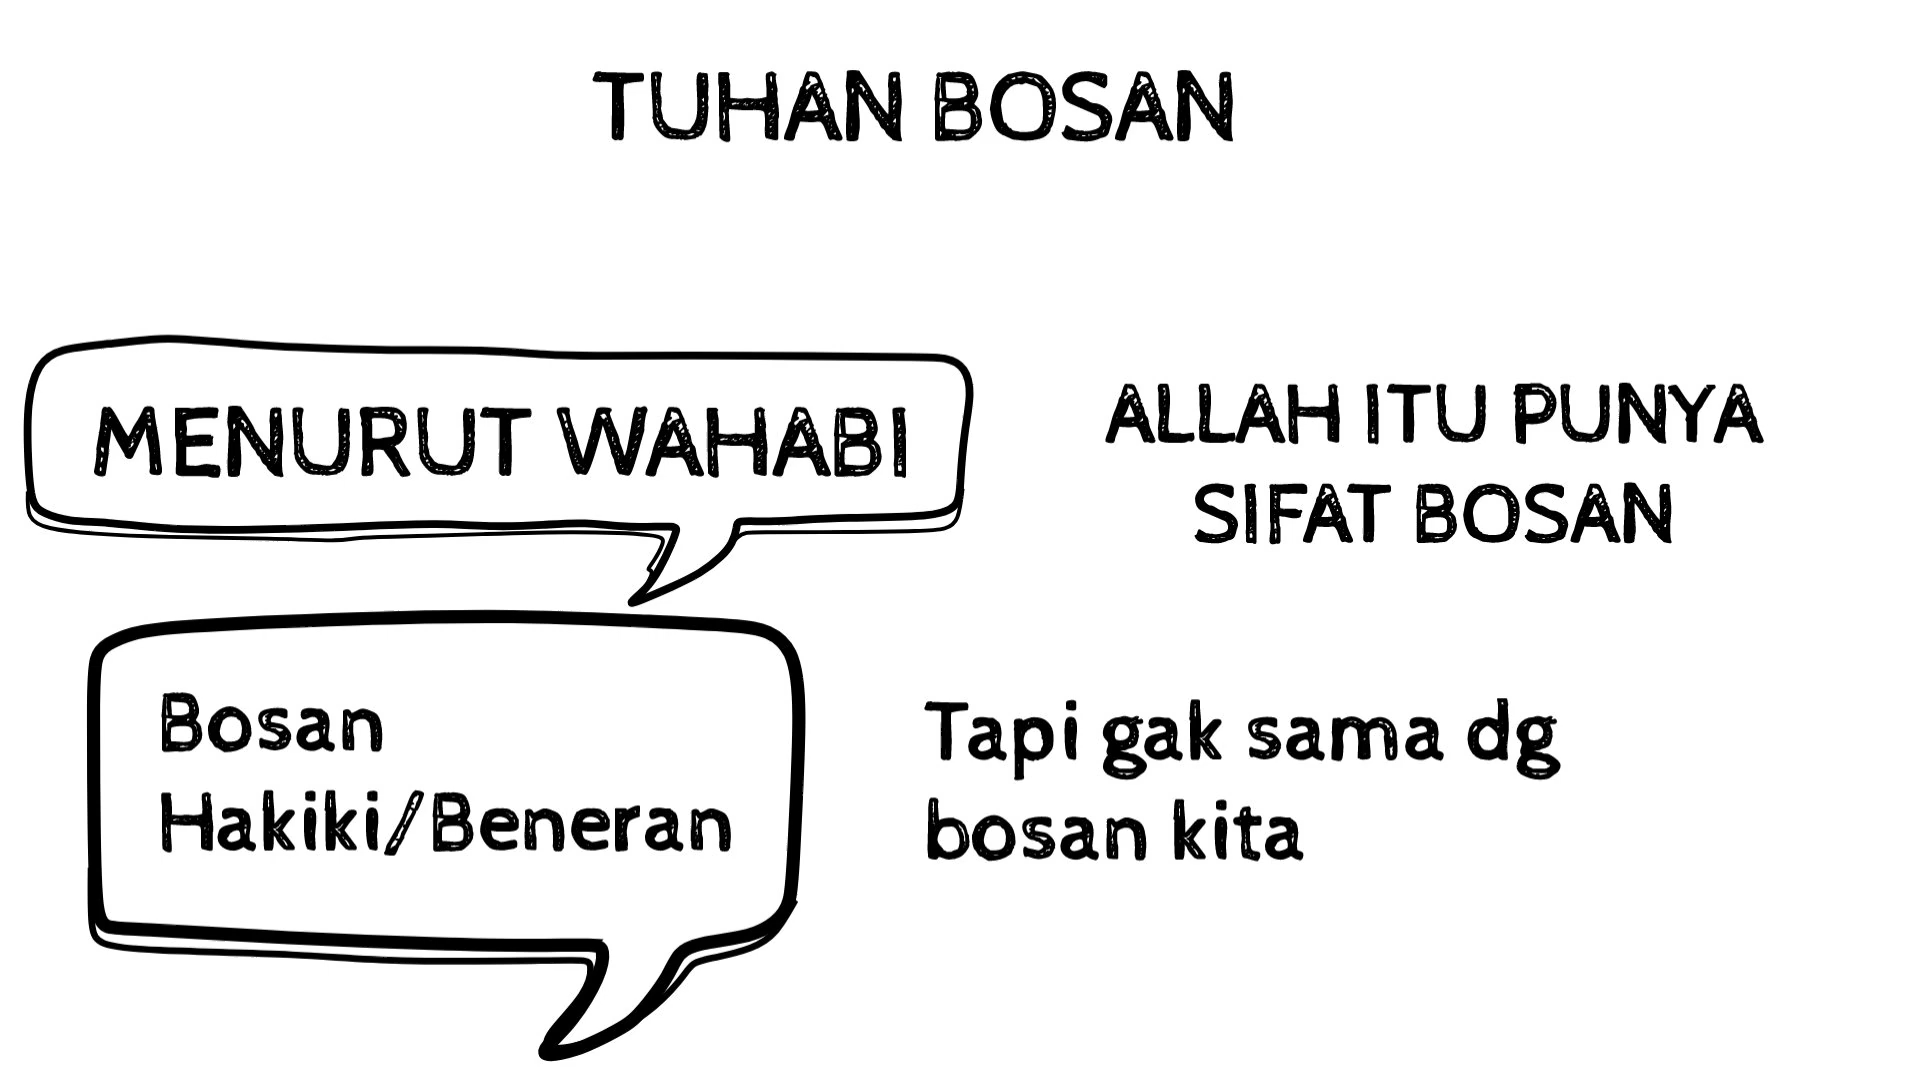 TUHAN BOSAN
MENURUT WAHABI
ALLAH ITU PUNYA
SIFAT BOSAN
Bosan
Hakiki/Beneran
Tapi gak sama dg
bosan kita